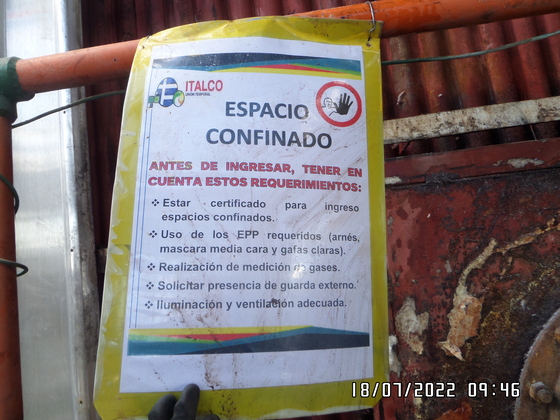 ITALCO
UNIÓN TEMPORAL
ESPACIO
CONFINADO
ANTES DE INGRESAR, TENER EN
CUENTA ESTOS REQUERIMIENTOS:
❖ Estar certificado para ingreso
espacios confinados.
❖ Uso de los EPP requeridos (arnés,
mascara media cara y gafas claras).
❖ Realización de medición de gases.
❖ Solicitar presencia de guarda externo.
❖ Iluminación y ventilación adecuada.
18/07/2022 09:46